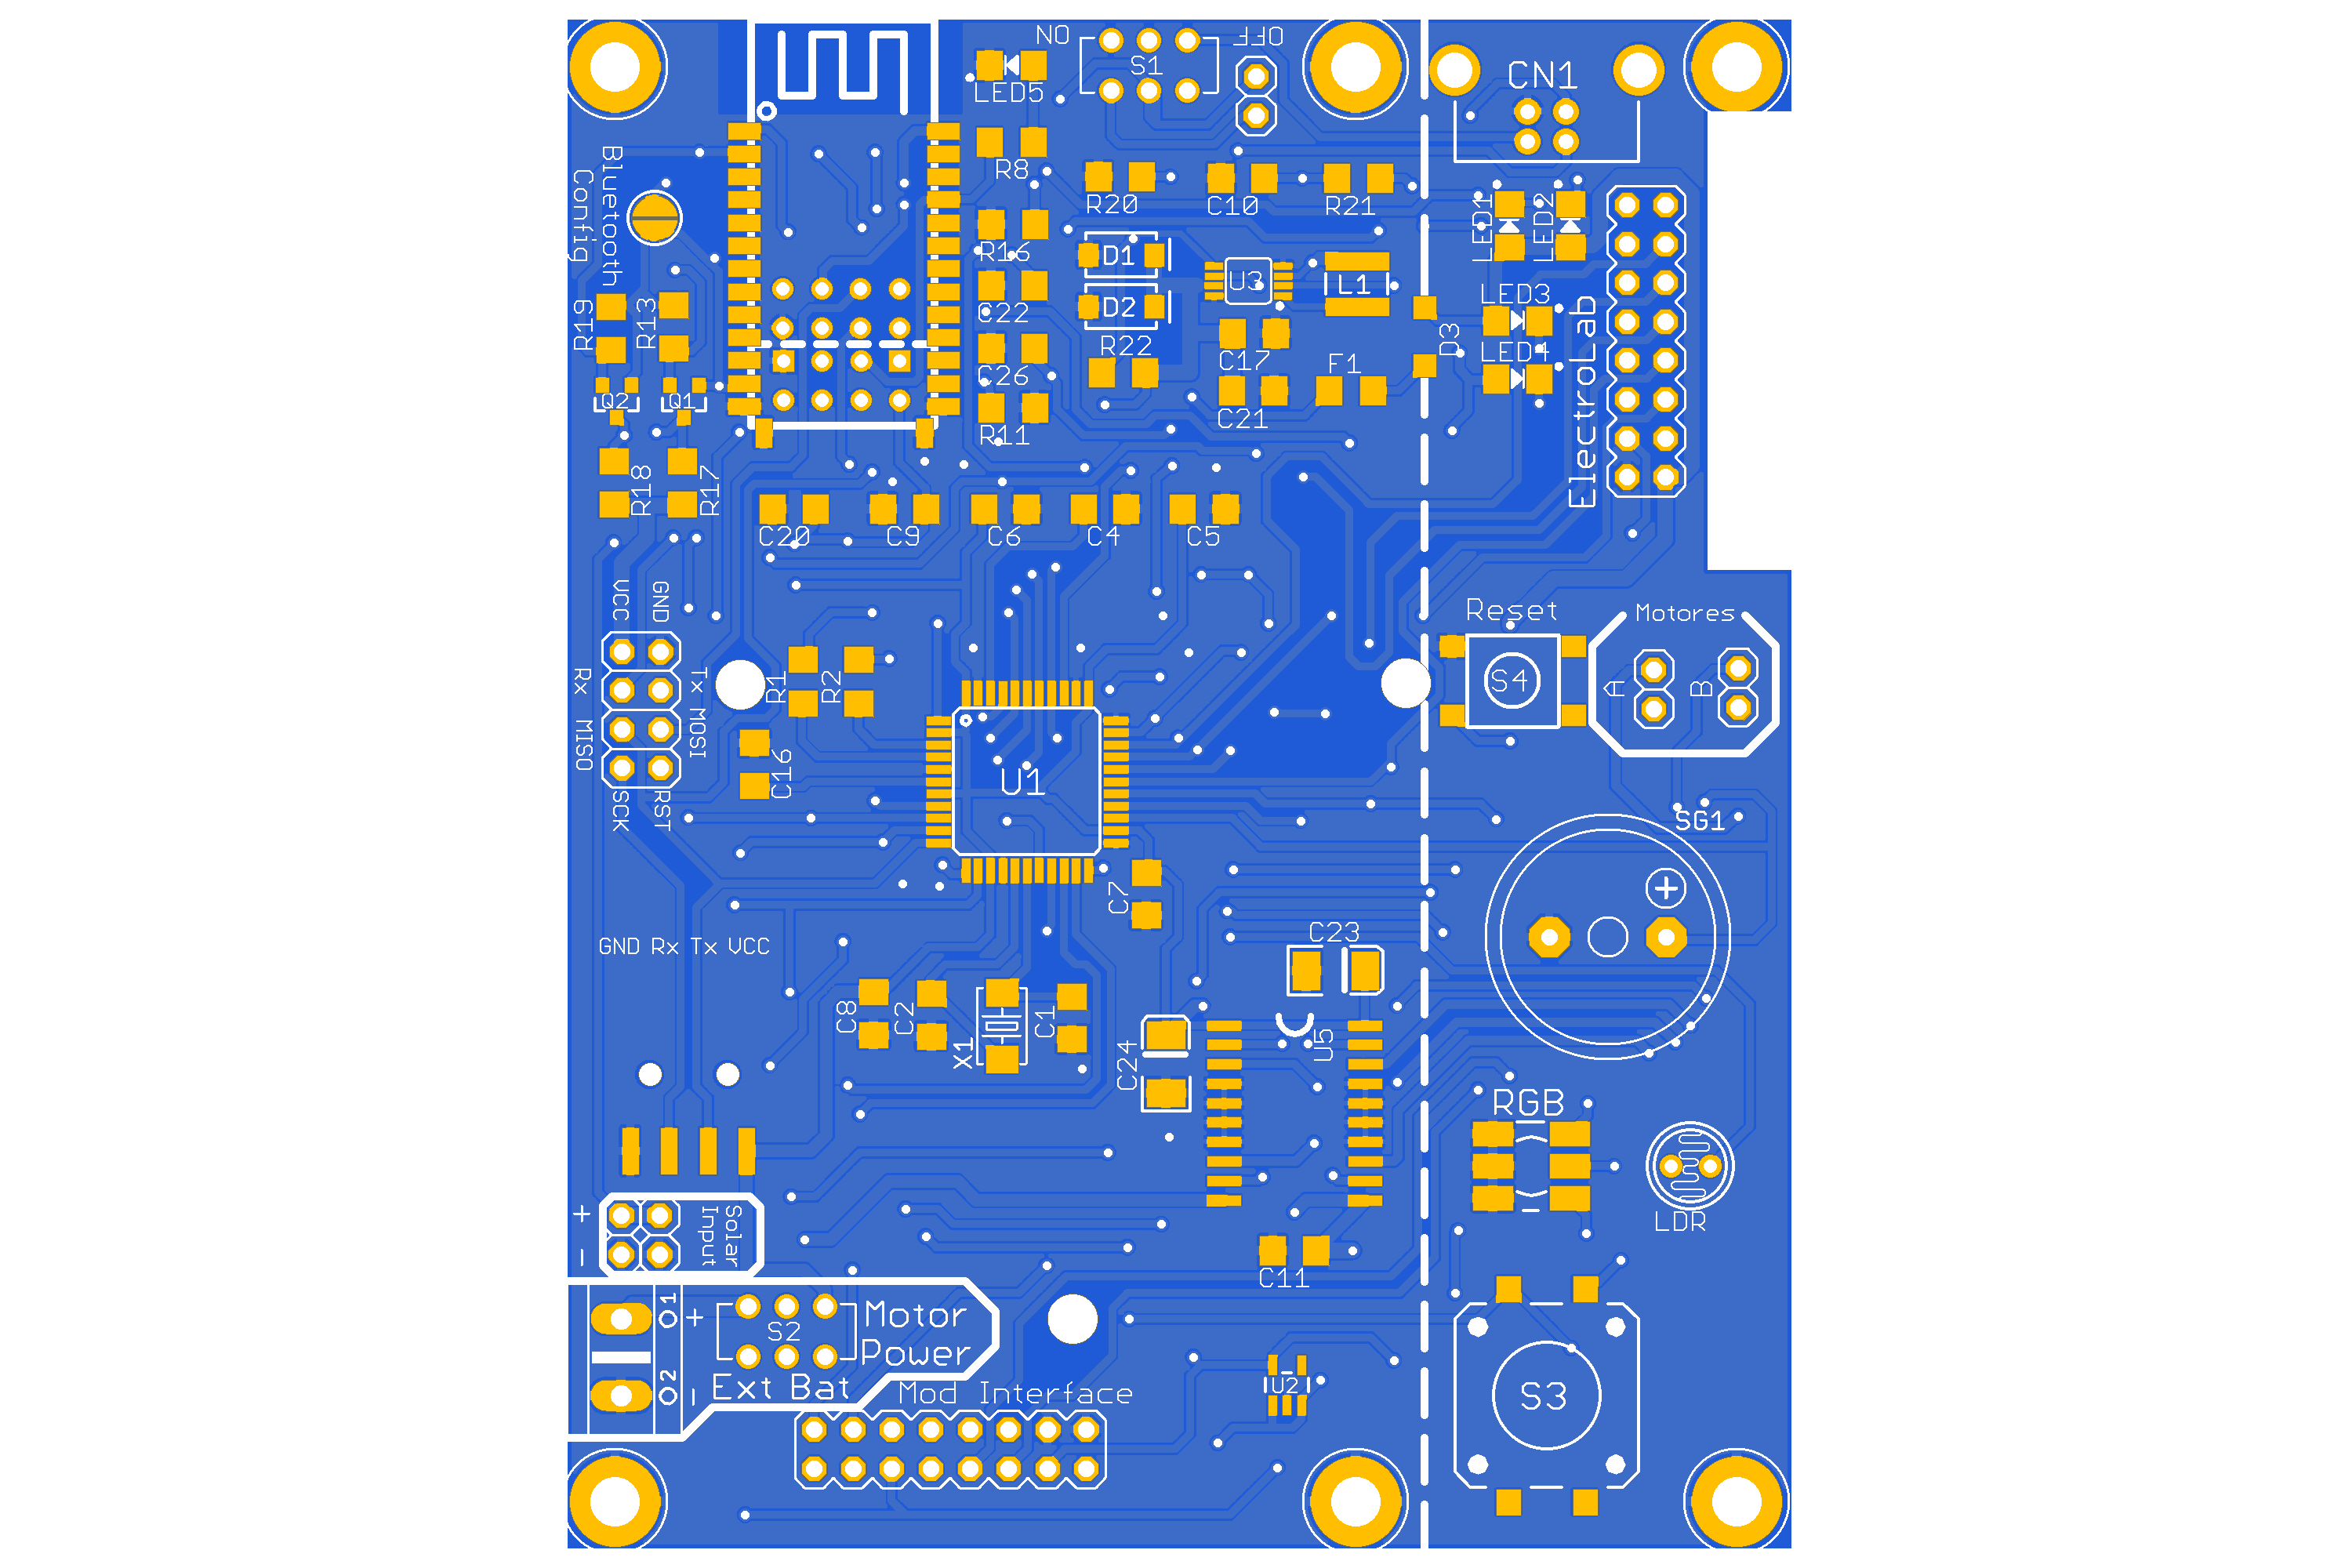 NO
OFF
S1
CN1
LED5
R8
Bluetooth
Config
R20
C10
R21
LED1
LED2
R16
D1
U3
L1
C22
D2
LED3
R19
R13
R22
C17
F1
D3
LED4
C26
Q2
Q1
R11
C21
ElectroLab
R18
R17
C20
C9
C6
C4
C5
VCC
GND
Reset
Motores
Rx
Tx
R1
R2
S4
A
B
MISO
MOSI
C16
U1
SCK
RST
SG1
+
C7
GND Rx Tx VCC
C23
C8
C2
X1
C1
C24
U5
RGB
+
-
Solar
Input
LDR
C11
1
+
S2
Motor
Power
2
-
Ext Bat
Mod Interface
U2
S3